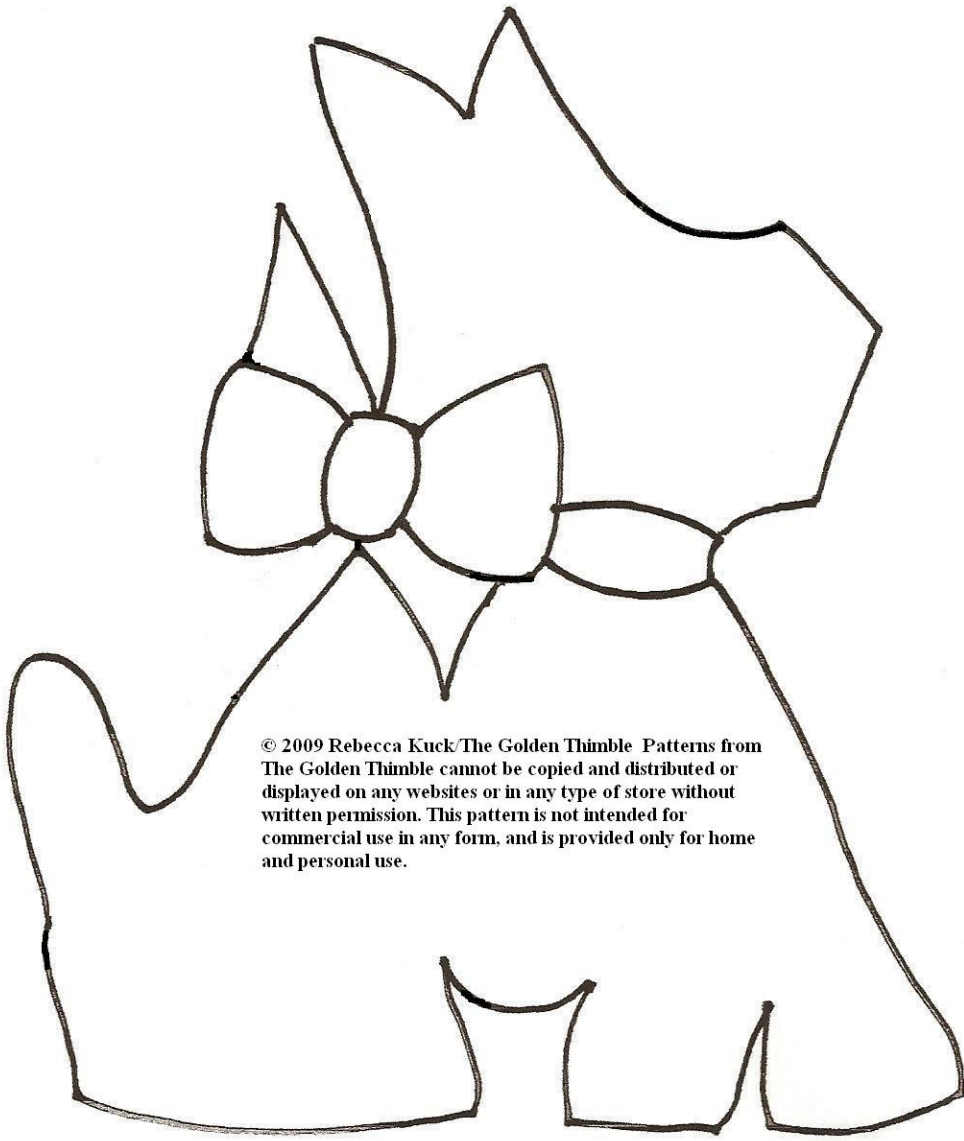 © 2009 Rebecca Kuck/The Golden Thimble Patterns from
The Golden Thimble cannot be copied and distributed or
displayed on any websites or in any type of store without
written permission. This pattern is not intended for
commercial use in any form, and is provided only for home
and personal use.